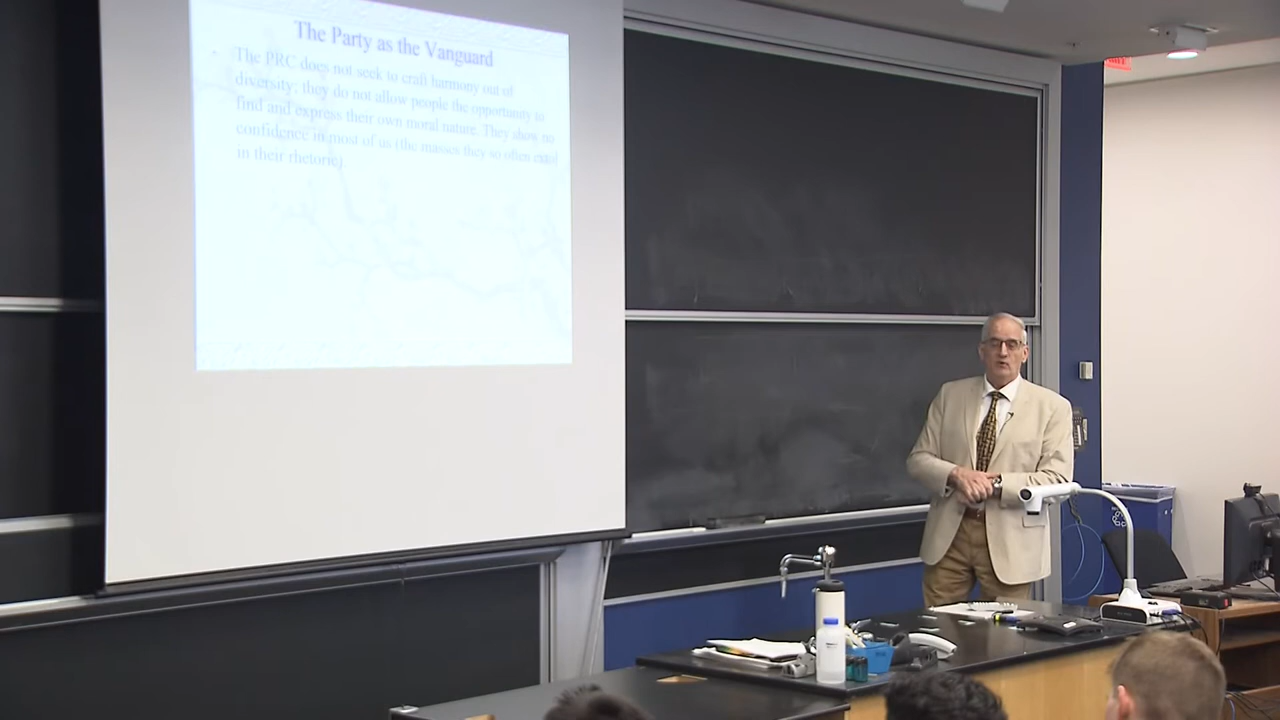 The Party as the Vanguard
• The PRC does not seek to craft harmony out of
diversity; they do not allow people the opportunity to
find and express their own moral nature. They show no
confidence in most of us (the masses they so often extol
in their rhetoric).